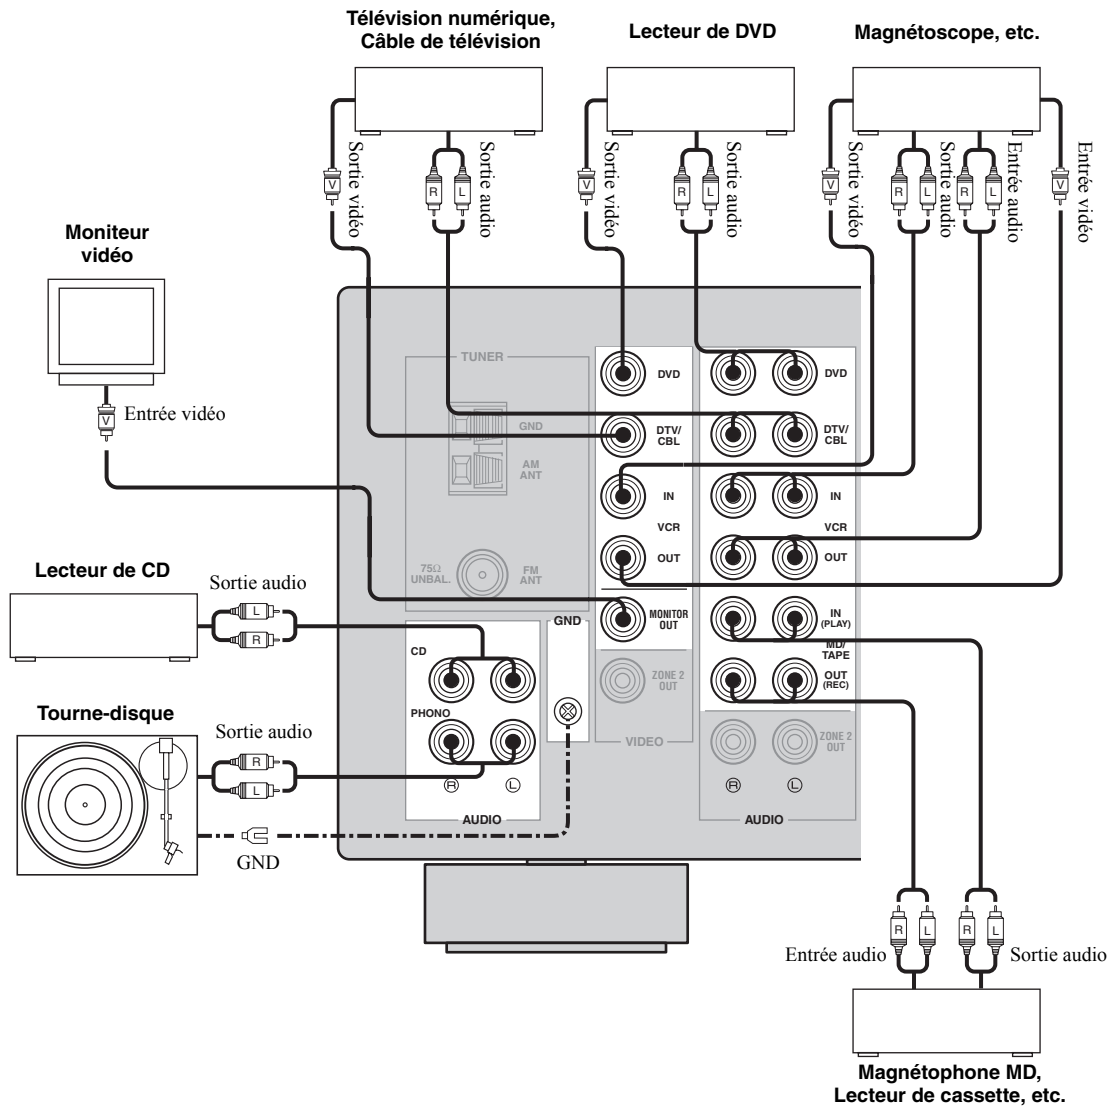 Télévision numérique,
Câble de télévision
Lecteur de DVD
Magnétoscope, etc.
Sortie vidéo
V
R
L
Sortie audio
Sortie vidéo
V
R
L
Sortie audio
Sortie vidéo
V
R
L
Sortie audio
R
L
Entrée audio
V
Entrée vidéo
Moniteur
vidéo
V
Entrée vidéo
TUNER
GND
AM
ANT
75Ω
UNBAL.
FM
ANT
DVD
DTV/
CBL
IN
VCR
OUT
MONITOR
OUT
ZONE 2
OUT
VIDEO
DVD
DTV/
CBL
IN
VCR
OUT
IN
(PLAY)
MD/
TAPE
OUT
(REC)
ZONE 2
OUT
R
L
AUDIO
Lecteur de CD
Sortie audio
L
R
GND
CD
PHONO
R
L
AUDIO
Tourne-disque
Sortie audio
R
L
GND
Entrée audio
R
L
R
L
Sortie audio
Magnétophone MD,
Lecteur de cassette, etc.